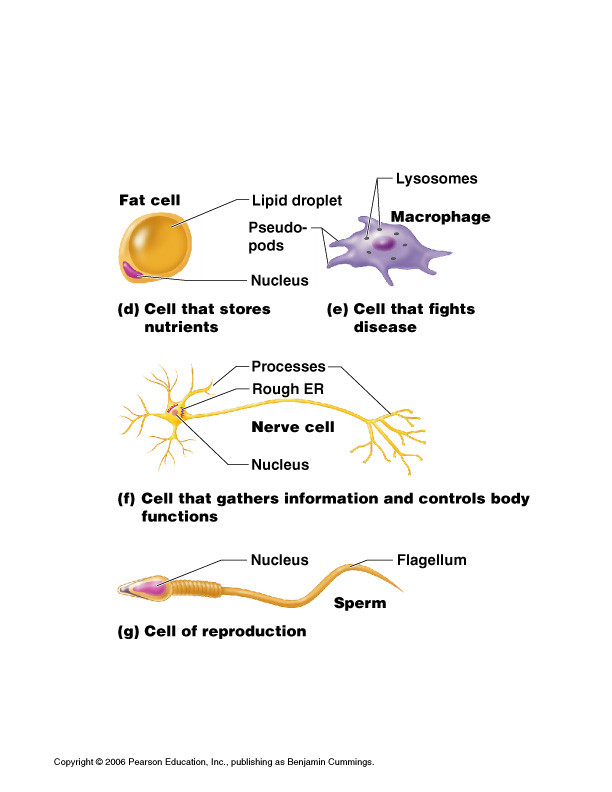 Lysosomes
Fat cell
Lipid droplet
Macrophage
Pseudo-
pods
Nucleus
(d) Cell that stores
nutrients
(e) Cell that fights
disease
Processes
Rough ER
Nerve cell
Nucleus
(f) Cell that gathers information and controls body
functions
Nucleus
Flagellum
Sperm
(g) Cell of reproduction
Copyright © 2006 Pearson Education, Inc., publishing as Benjamin Cummings.